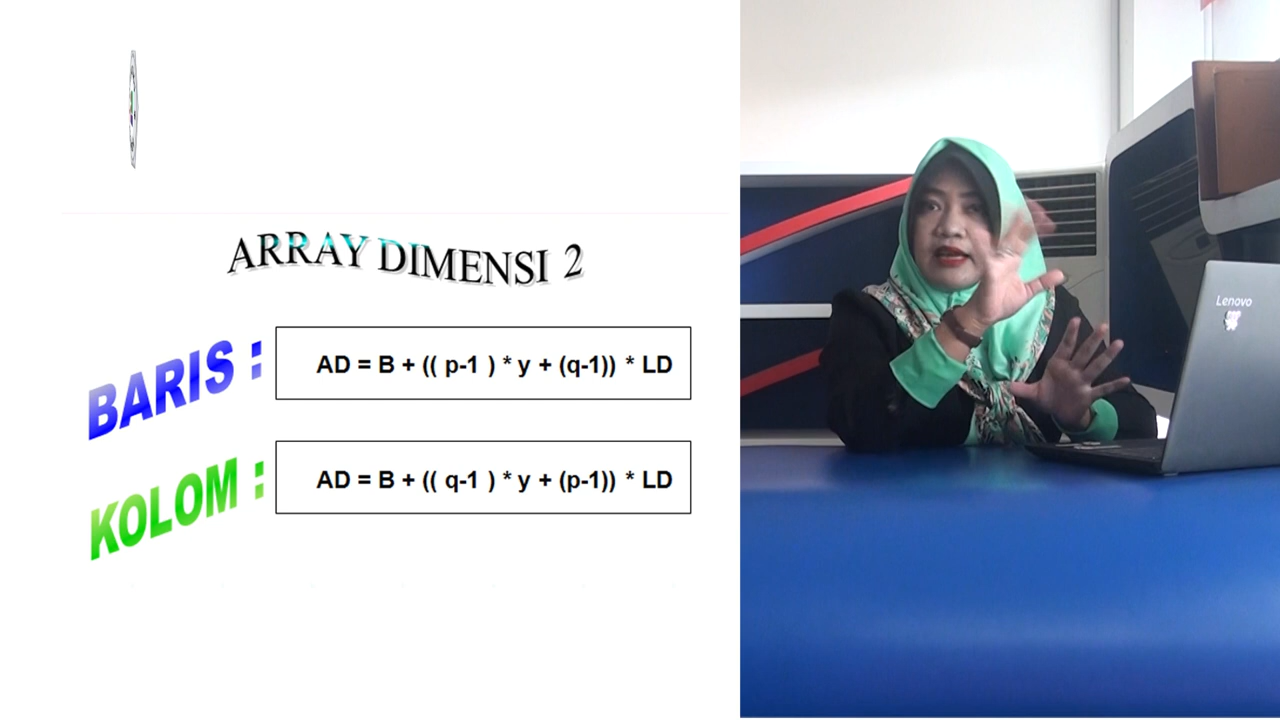 ARRAY DIMENSI 2
BARIS :
AD = B + (( p-1 ) * y + (q-1)) * LD
KOLOM :
AD = B + (( q-1 ) * y + (p-1)) * LD
Lenovo